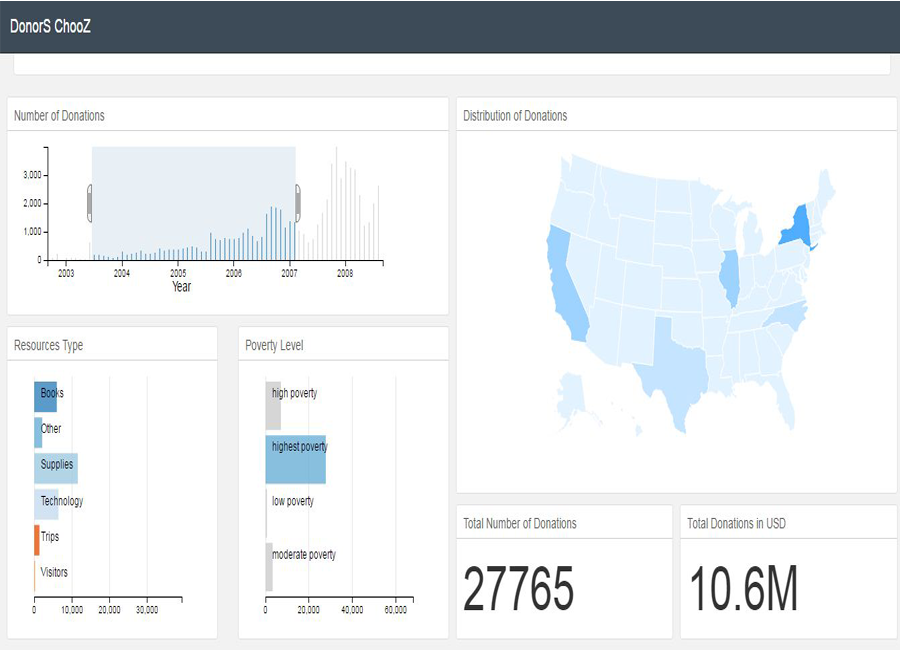 DonorS ChooZ
Number of Donations
3,000
2,000
1,000
0
2003 2004 2005 2006 2007 2008
Year
Distribution of Donations
Resources Type
Books
Other
Supplies
Technology
Trips
Visitors
0 10,000 20,000 30,000
Poverty Level
high poverty
highest poverty
low poverty
moderate poverty
0 20,000 40,000 60,000
Total Number of Donations
27765
Total Donations in USD
10.6M